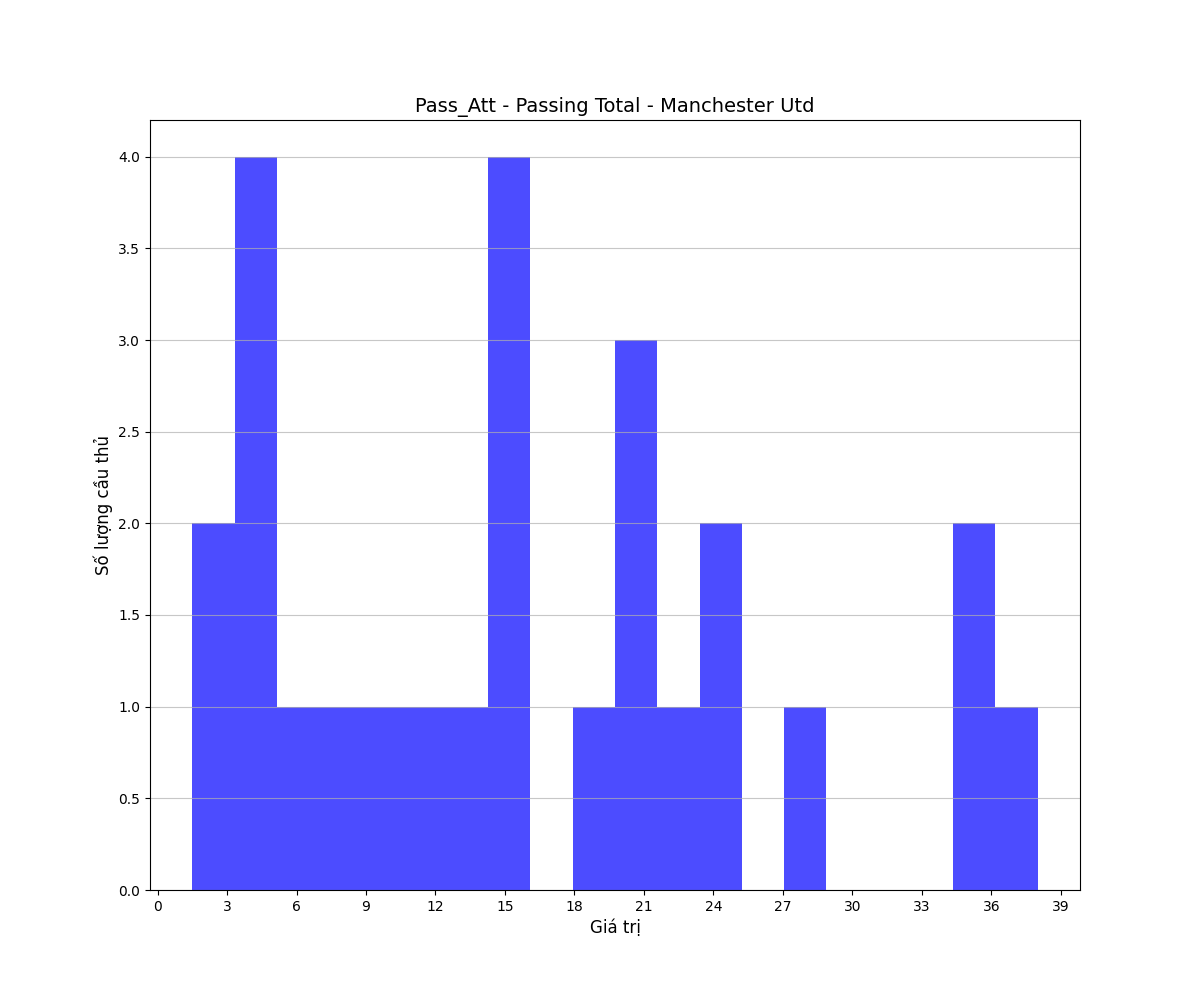 Pass_Att - Passing Total - Manchester Utd
Số lượng cầu thủ
4.0
3.5
3.0
2.5
2.0
1.5
1.0
0.5
0.0
0 3 6 9 12 15 18 21 24 27 30 33 36 39
Giá trị